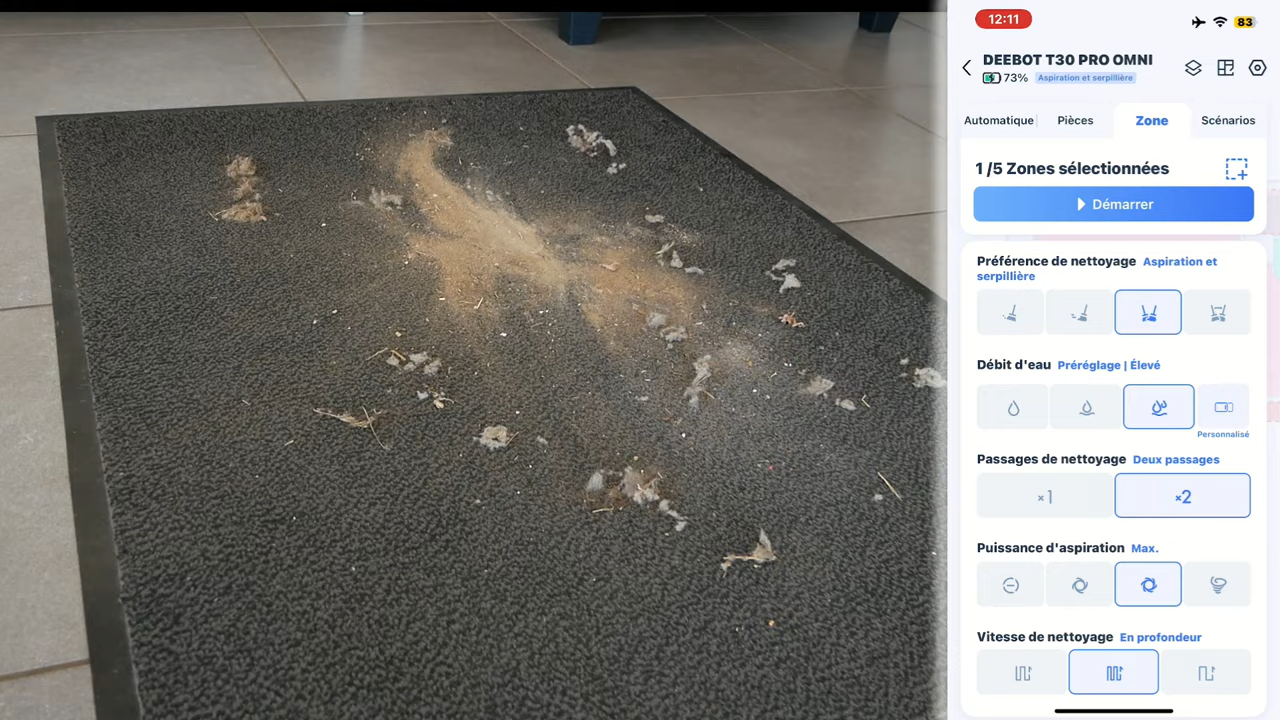 12:11
83
DEEBOT T30 PRO OMNI
73% Aspiration et serpillière
Automatique
Pièces
Zone
Scénarios
1/5 Zones sélectionnées
Démarrer
Préférence de nettoyage Aspiration et
serpillière
Débit d'eau Préréglage | Élevé
Personnalisé
Passages de nettoyage Deux passages
×1
×2
Puissance d'aspiration Max.
Vitesse de nettoyage En profondeur